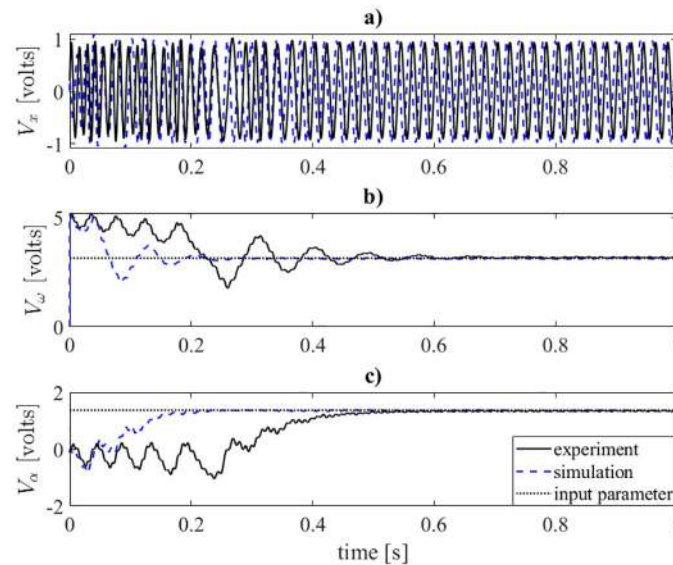 a)
V_x [volts]
1
0
-1
0 0.2 0.4 0.6 0.8
b)
V_ω [volts]
5
0
0 0.2 0.4 0.6 0.8
c)
V_α [volts]
2
0
-2
experiment
simulation
input parameter
0 0.2 0.4 0.6 0.8
time [s]